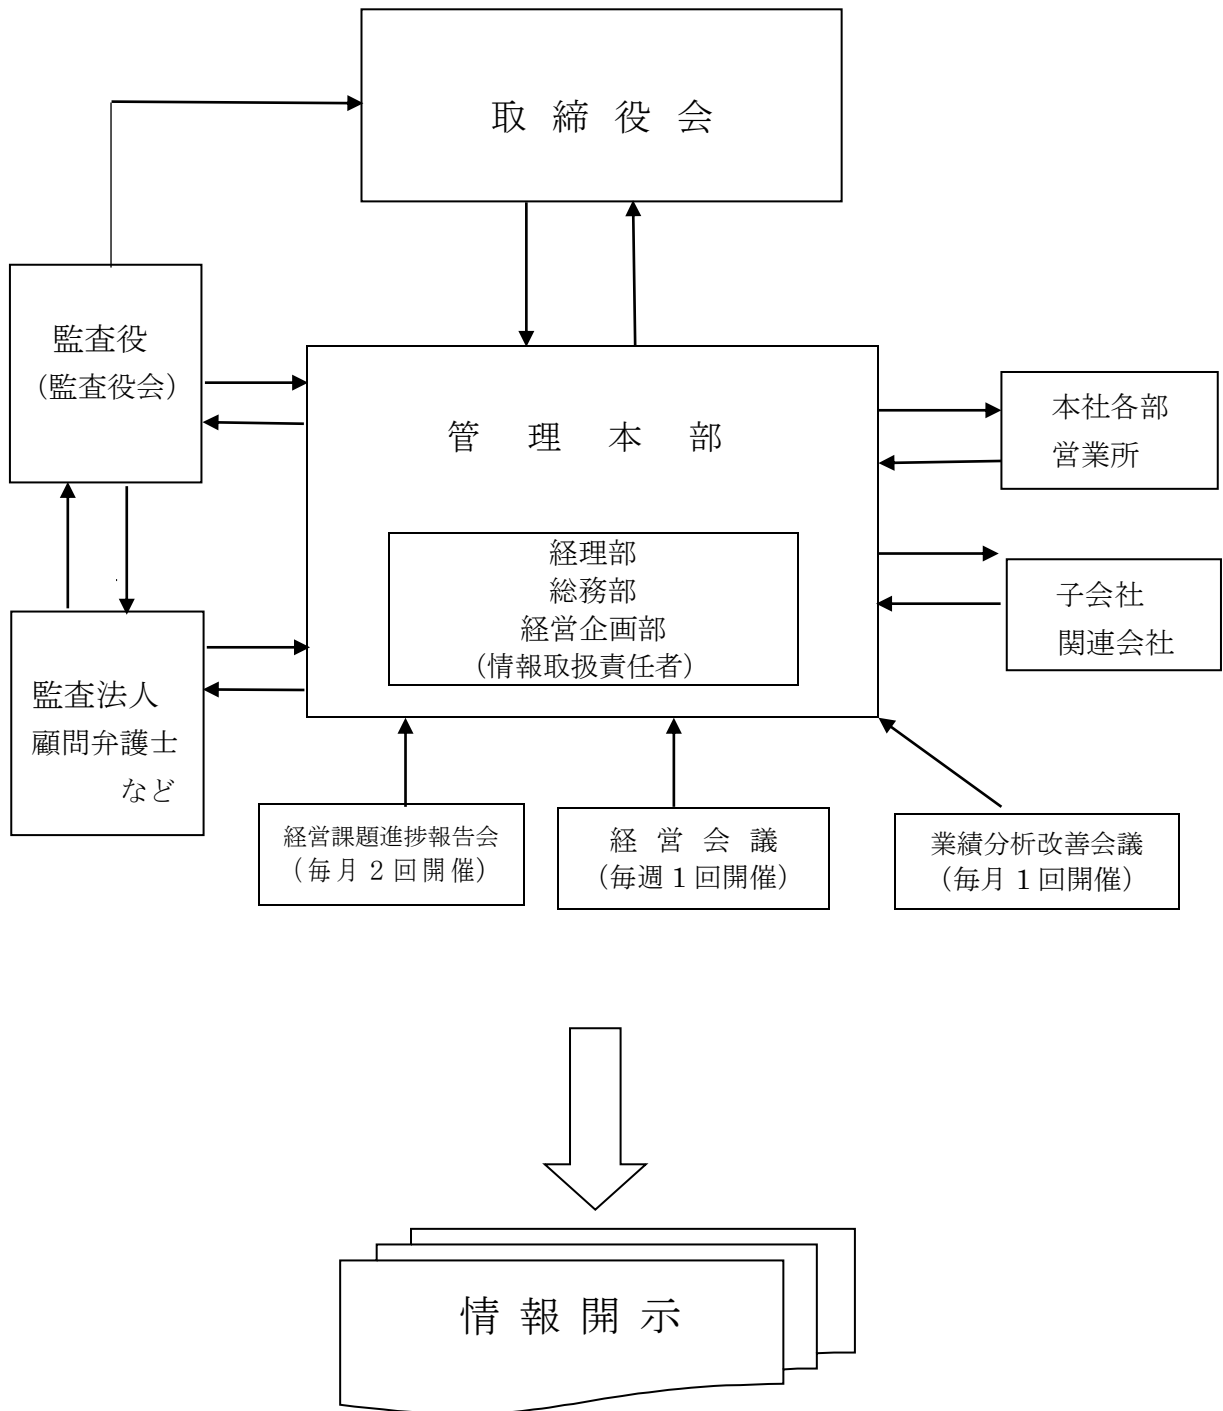 取締役会
監査役
（監査役会）
管理本部
本社各部
営業所
経理部
総務部
経営企画部
（情報取扱責任者）
子会社
関連会社
監査法人
顧問弁護士
など
経営課題進捗報告会
（毎月２回開催）
経営会議
（毎週１回開催）
業績分析改善会議
（毎月１回開催）
情報開示